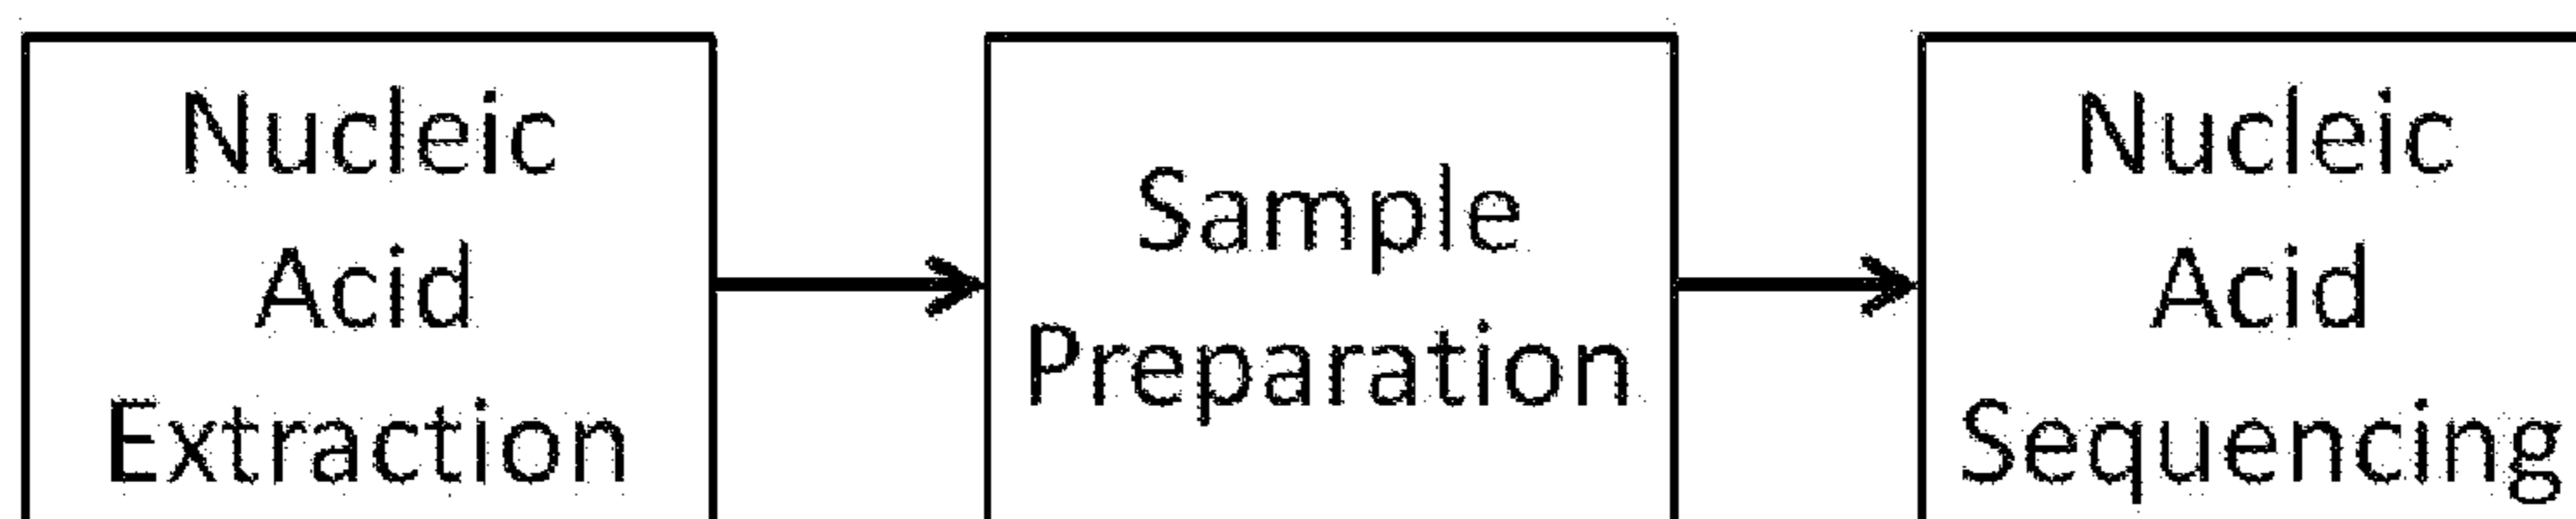 Nucleic
Acid
Extraction
Sample
Preparation
Nucleic
Acid
Sequencing